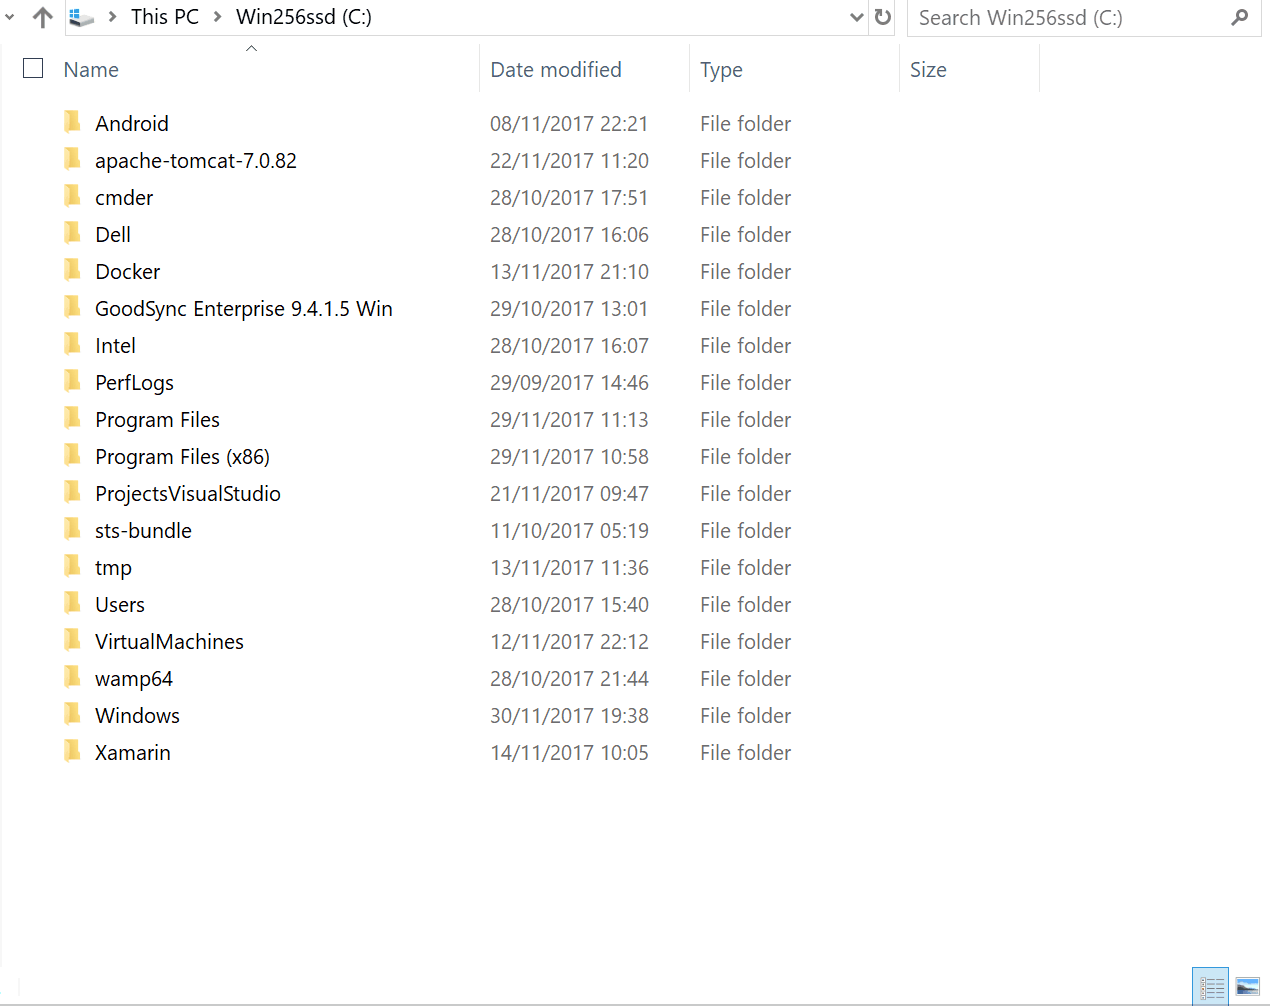 This PC Win256ssd (C:) Search Win256ssd (C:)
Name Date modified Type Size
Android 08/11/2017 22:21 File folder
apache-tomcat-7.0.82 22/11/2017 11:20 File folder
cmder 28/10/2017 17:51 File folder
Dell 28/10/2017 16:06 File folder
Docker 13/11/2017 21:10 File folder
GoodSync Enterprise 9.4.1.5 Win 29/10/2017 13:01 File folder
Intel 28/10/2017 16:07 File folder
PerfLogs 29/09/2017 14:46 File folder
Program Files 29/11/2017 11:13 File folder
Program Files (x86) 29/11/2017 10:58 File folder
ProjectsVisualStudio 21/11/2017 09:47 File folder
sts-bundle 11/10/2017 05:19 File folder
tmp 13/11/2017 11:36 File folder
Users 28/10/2017 15:40 File folder
VirtualMachines 12/11/2017 22:12 File folder
wamp64 28/10/2017 21:44 File folder
Windows 30/11/2017 19:38 File folder
Xamarin 14/11/2017 10:05 File folder